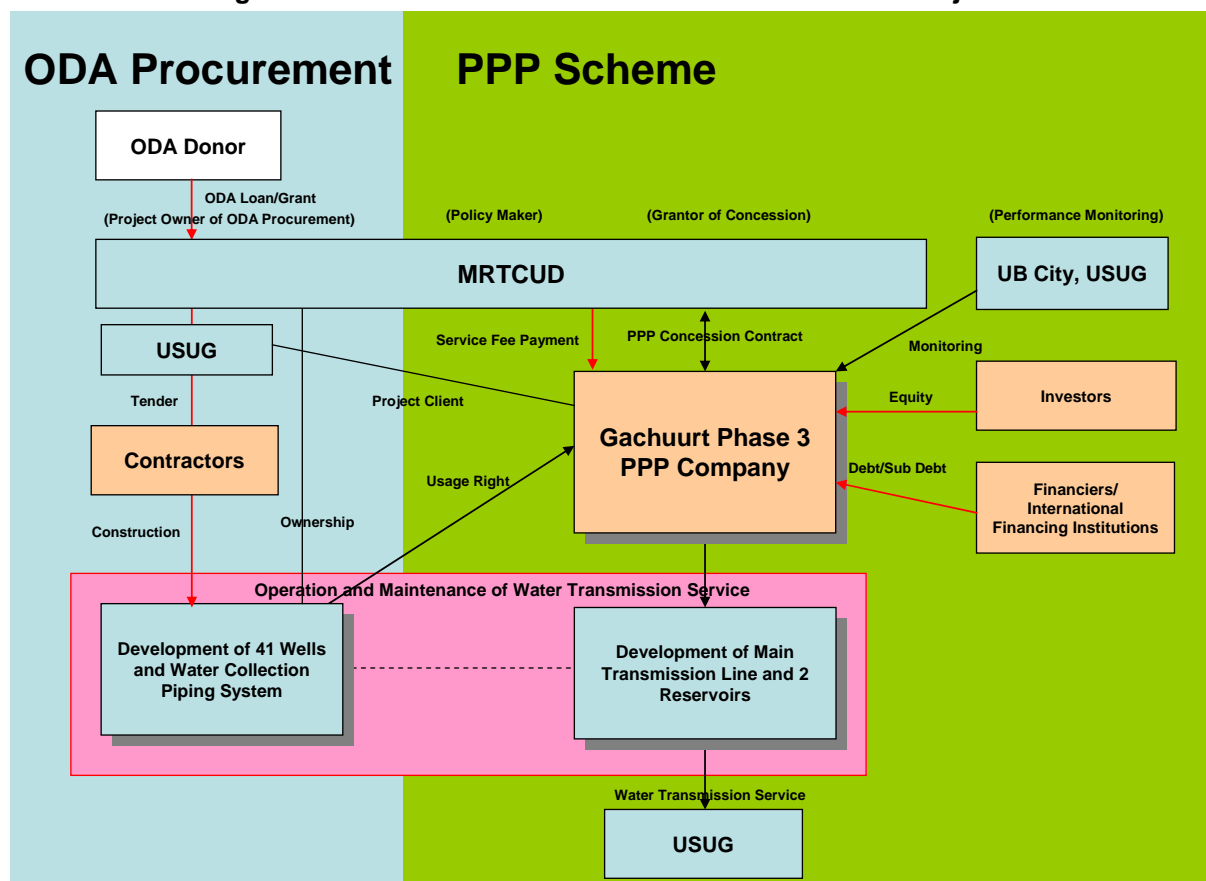 ODA Procurement
PPP Scheme
ODA Donor
ODA Loan/Grant
(Project Owner of ODA Procurement)
(Policy Maker)
(Grantor of Concession)
(Performance Monitoring)
MRTCUD
UB City, USUG
USUG
Service Fee Payment
PPP Concession Contract
Monitoring
Tender
Project Client
Equity
Investors
Contractors
Gachuurt Phase 3
PPP Company
Usage Right
Debt/Sub Debt
Financiers/
International
Financing Institutions
Construction
Ownership
Operation and Maintenance of Water Transmission Service
Development of 41 Wells
and Water Collection
Piping System
Development of Main
Transmission Line and 2
Reservoirs
Water Transmission Service
USUG